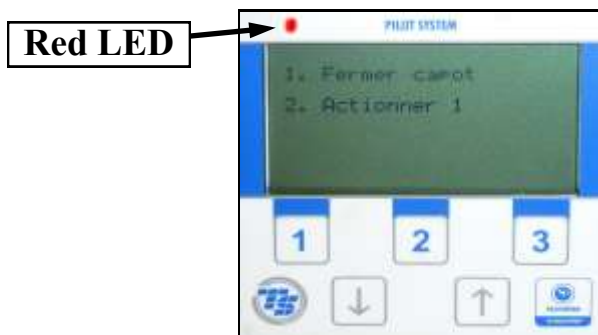 Red LED
PILOT SYSTEM
1. Fermer capot
2. Actionner 1
1 2 3